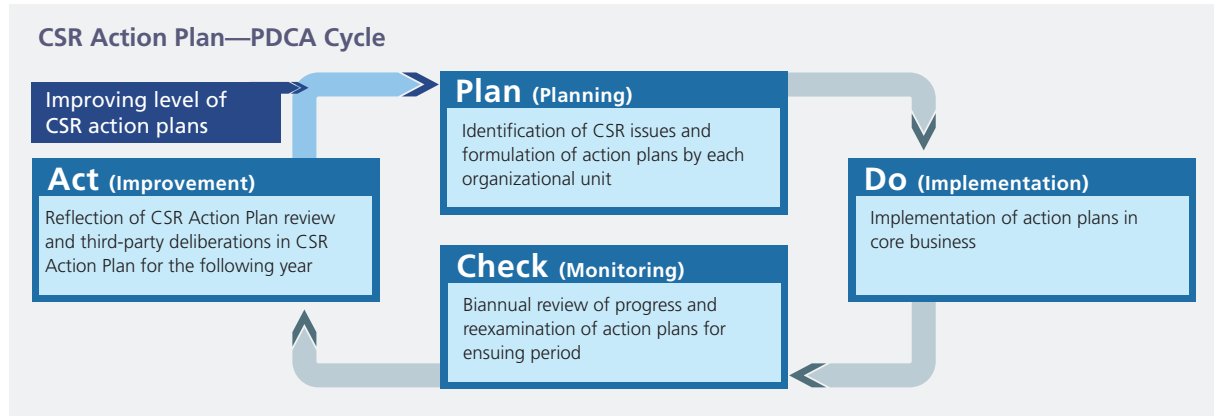 CSR Action Plan—PDCA Cycle
Improving level of
CSR action plans
Plan (Planning)
Identification of CSR issues and
formulation of action plans by each
organizational unit
Do (Implementation)
Implementation of action plans in
core business
Check (Monitoring)
Biannual review of progress and
reexamination of action plans for
ensuing period
Act (Improvement)
Reflection of CSR Action Plan review
and third-party deliberations in CSR
Action Plan for the following year